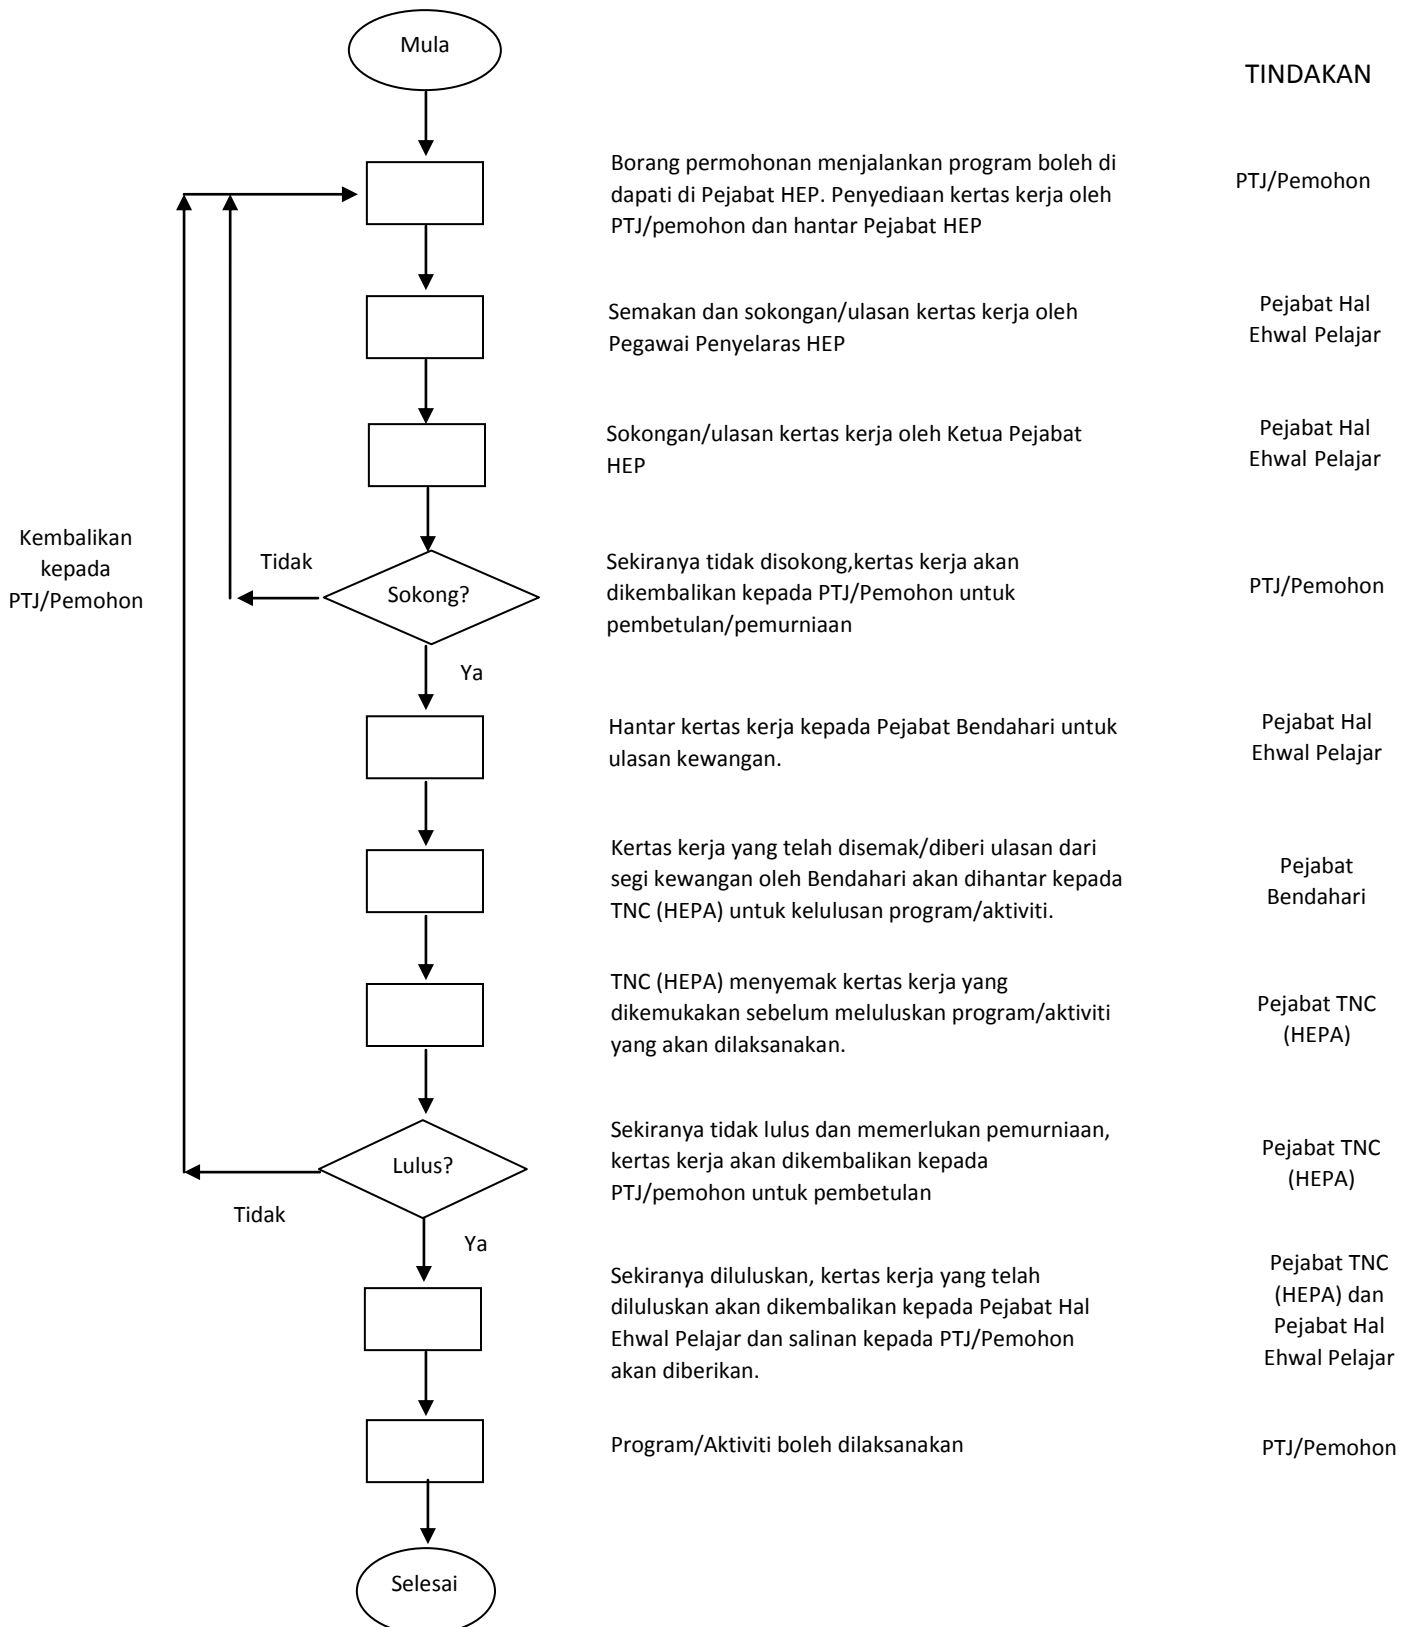 Mula
TINDAKAN
Borang permohonan menjalankan program boleh di
dapati di Pejabat HEP. Penyediaan kertas kerja oleh
PTJ/pemohon dan hantar Pejabat HEP
PTJ/Pemohon
Semakan dan sokongan/ulasan kertas kerja oleh
Pegawai Penyelaras HEP
Pejabat Hal
Ehwal Pelajar
Sokongan/ulasan kertas kerja oleh Ketua Pejabat
HEP
Pejabat Hal
Ehwal Pelajar
Kembalikan
kepada
PTJ/Pemohon
Tidak
Sokong?
Sekiranya tidak disokong,kertas kerja akan
dikembalikan kepada PTJ/Pemohon untuk
pembetulan/pemurniaan
PTJ/Pemohon
Ya
Hantar kertas kerja kepada Pejabat Bendahari untuk
ulasan kewangan.
Pejabat Hal
Ehwal Pelajar
Kertas kerja yang telah disemak/diberi ulasan dari
segi kewangan oleh Bendahari akan dihantar kepada
TNC (HEPA) untuk kelulusan program/aktiviti.
Pejabat
Bendahari
TNC (HEPA) menyemak kertas kerja yang
dikemukakan sebelum meluluskan program/aktiviti
yang akan dilaksanakan.
Pejabat TNC
(HEPA)
Lulus?
Tidak
Sekiranya tidak lulus dan memerlukan pemurniaan,
kertas kerja akan dikembalikan kepada
PTJ/pemohon untuk pembetulan
Pejabat TNC
(HEPA)
Ya
Sekiranya diluluskan, kertas kerja yang telah
diluluskan akan dikembalikan kepada Pejabat Hal
Ehwal Pelajar dan salinan kepada PTJ/Pemohon
akan diberikan.
Pejabat TNC
(HEPA) dan
Pejabat Hal
Ehwal Pelajar
Program/Aktiviti boleh dilaksanakan
PTJ/Pemohon
Selesai